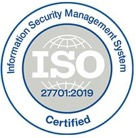 Information Security Management System
ISO
27701:2019
Certified